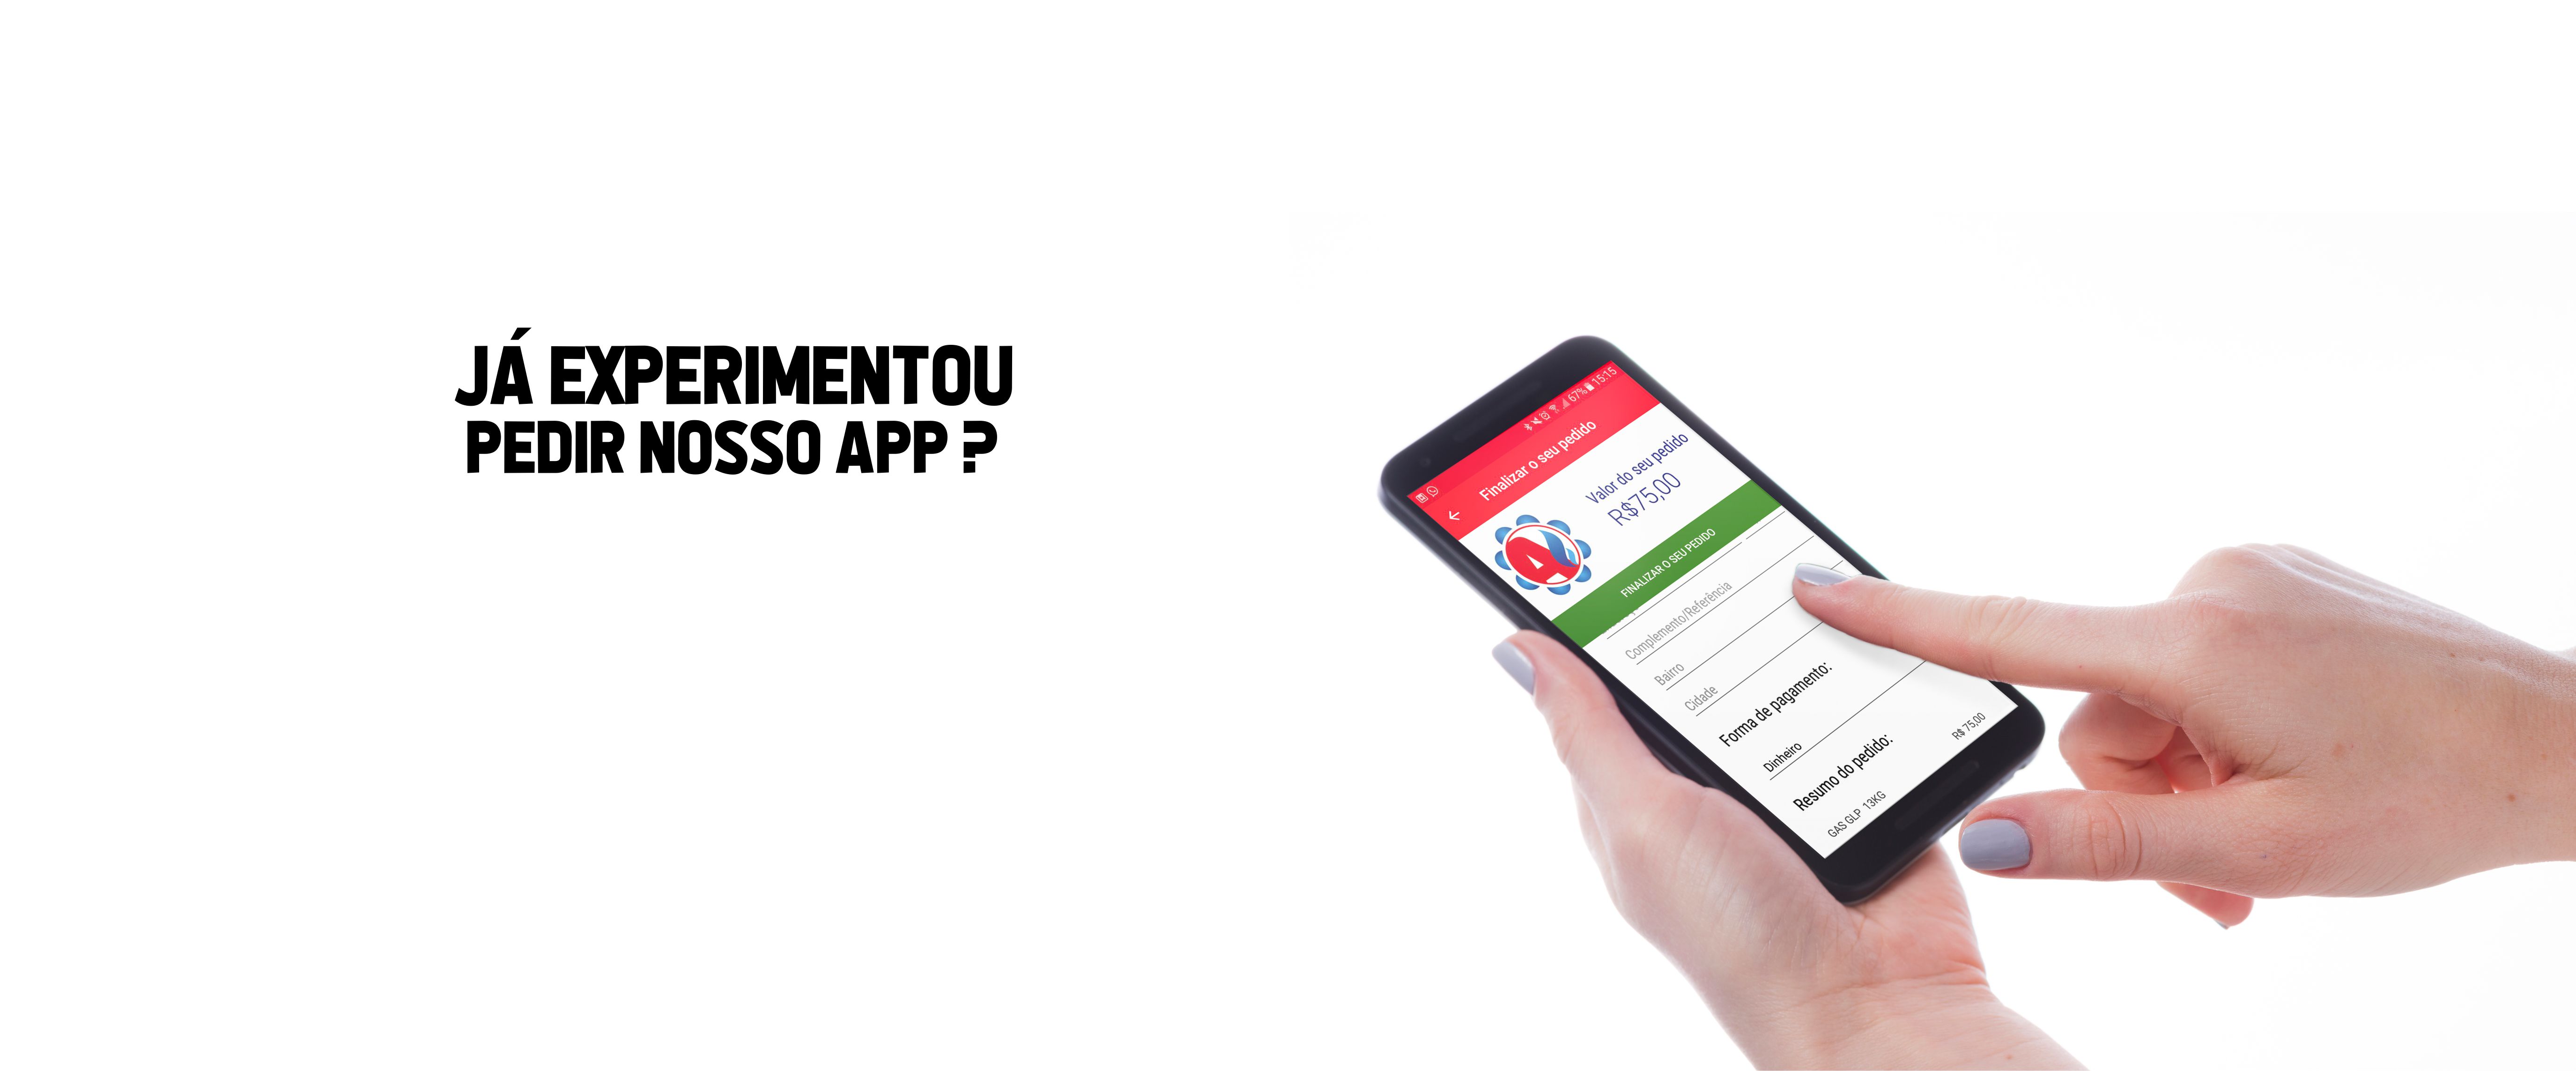 JÁ EXPERIMENTOU
PEDIR NOSSO APP ?
67% 15:15
Finalizar o seu pedido
Valor do seu pedido
R$75,00
FINALIZAR O SEU PEDIDO
Complemento/Referência
Bairro
Cidade
Forma de pagamento:
Dinheiro
Resumo do pedido:
GAS GLP 13KG R$ 75,00